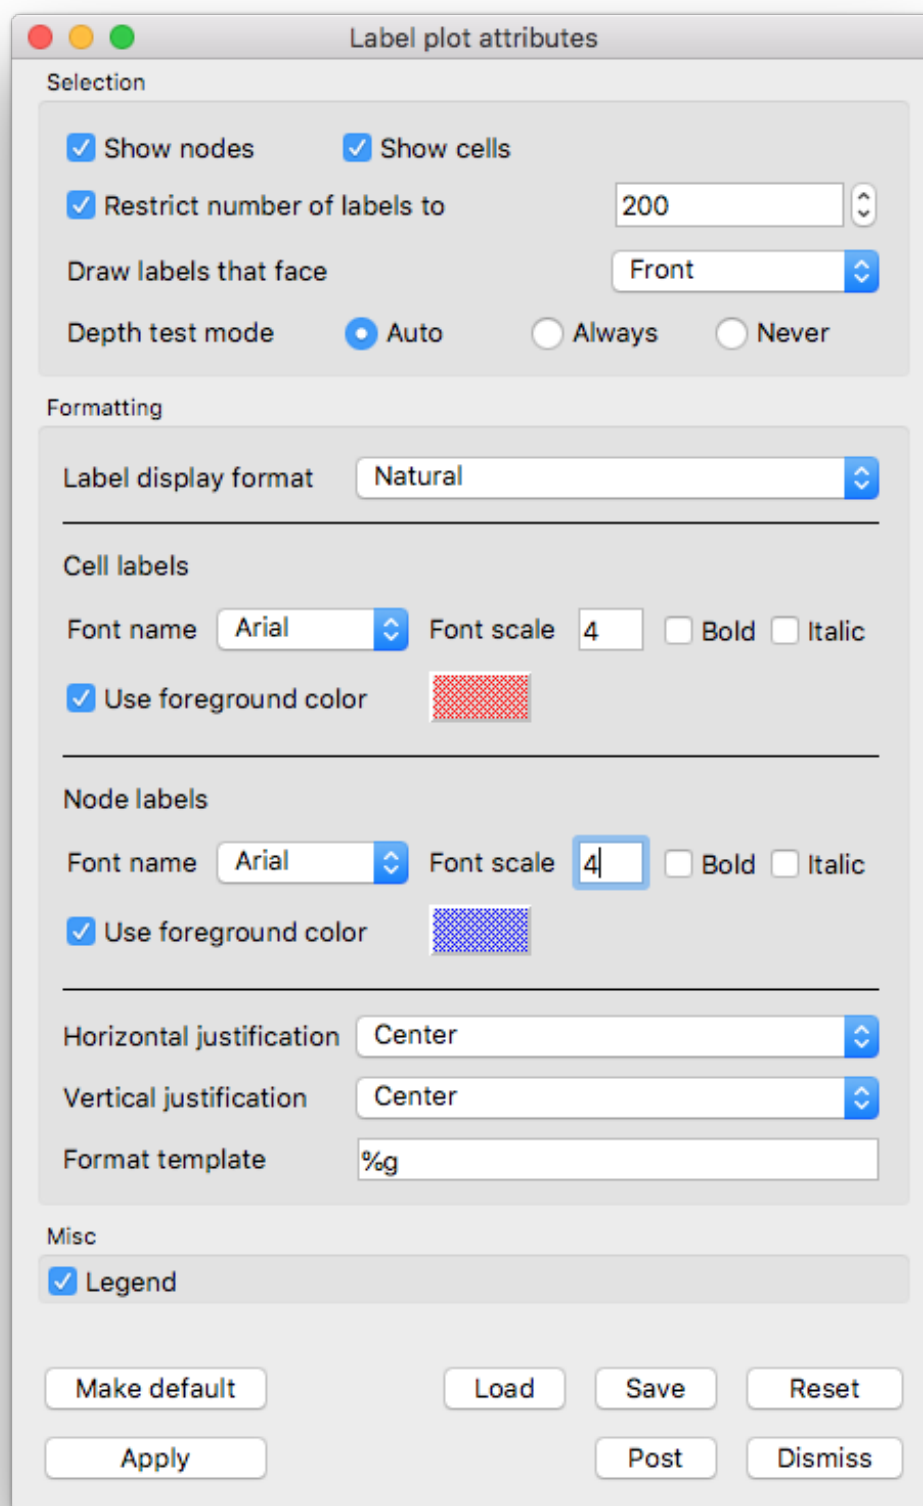 Label plot attributes
Selection
Show nodes Show cells
Restrict number of labels to 200
Draw labels that face Front
Depth test mode Auto Always Never
Formatting
Label display format Natural
Cell labels
Font name Arial Font scale 4 Bold Italic
Use foreground color
Node labels
Font name Arial Font scale 4 Bold Italic
Use foreground color
Horizontal justification Center
Vertical justification Center
Format template %g
Misc
Legend
Make default Load Save Reset
Apply Post Dismiss